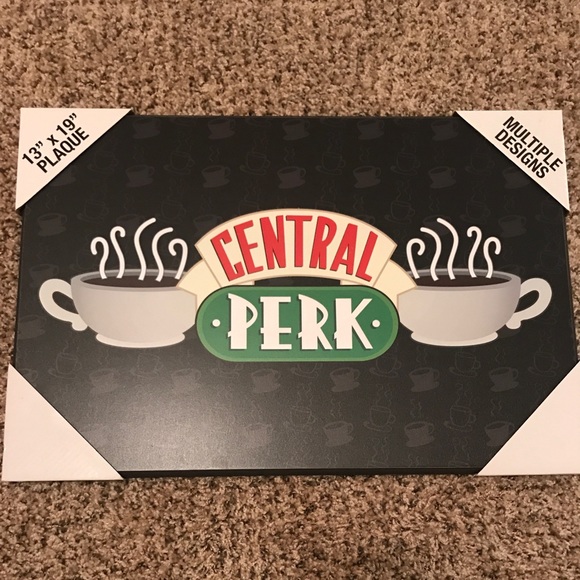 13" X 19"
PLAQUE
MULTIPLE
DESIGNS
CENTRAL
·PERK·